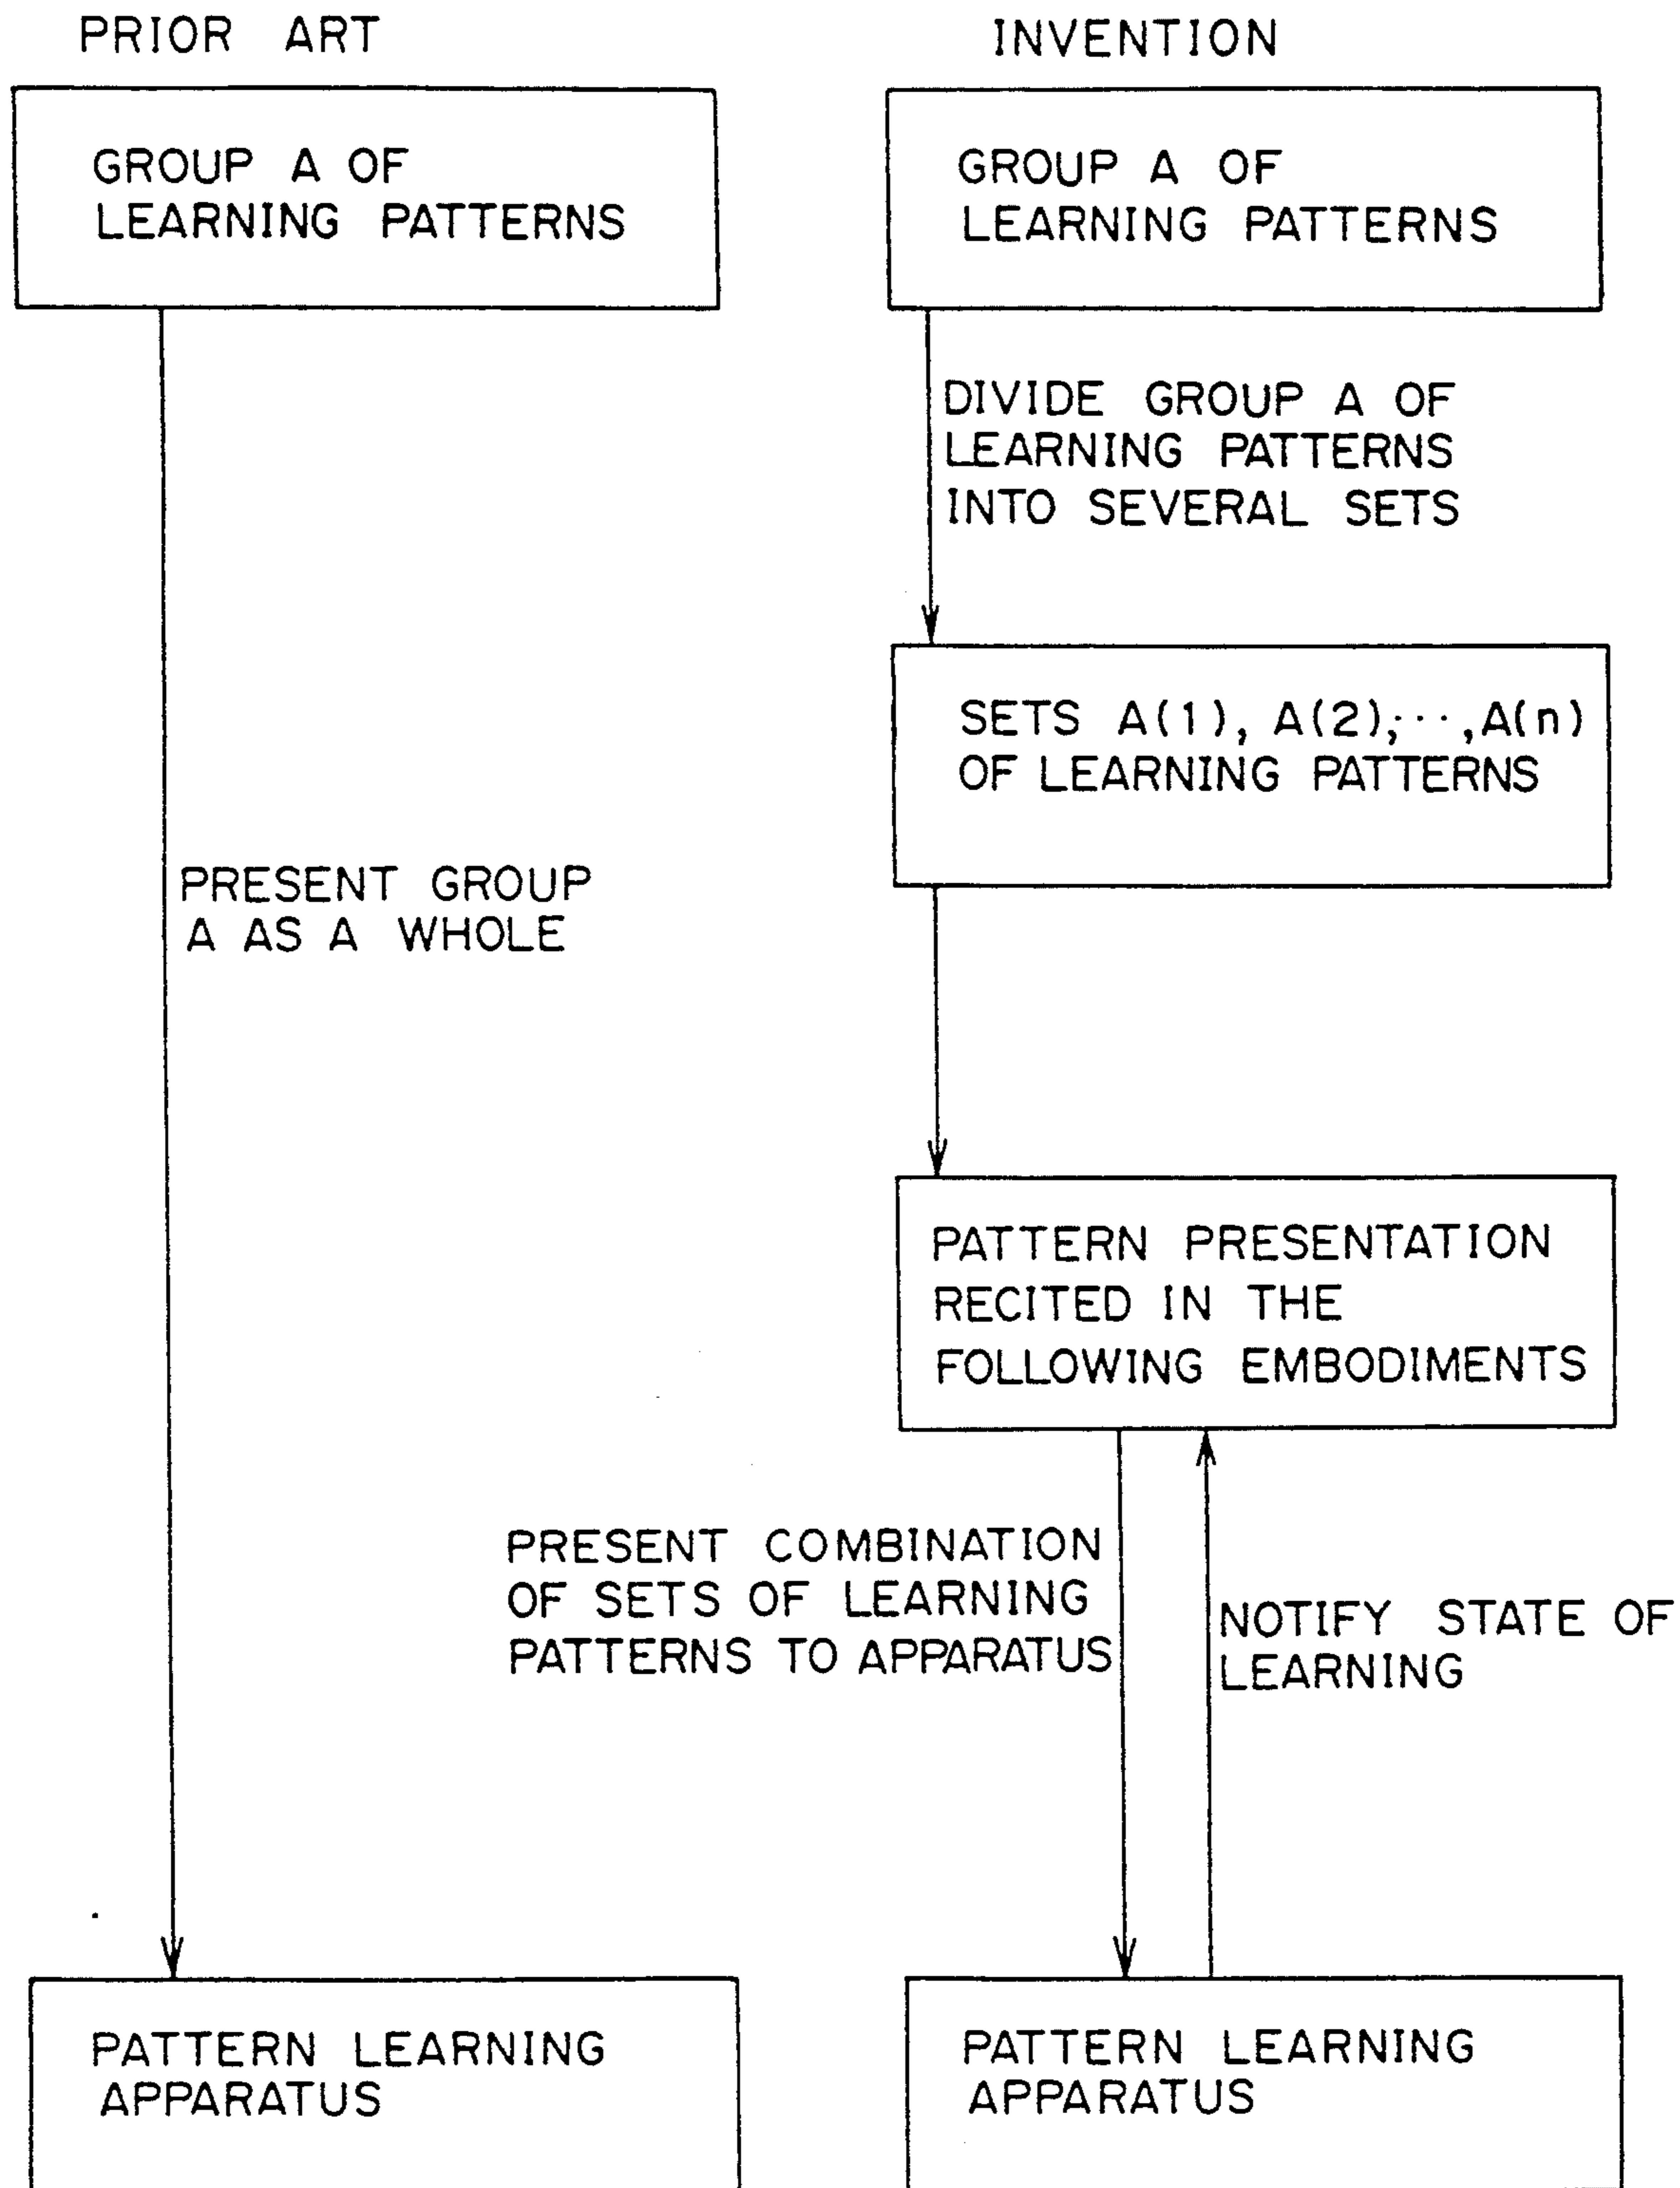 PRIOR ART
GROUP A OF
LEARNING PATTERNS
PRESENT GROUP
A AS A WHOLE
PATTERN LEARNING
APPARATUS
INVENTION
GROUP A OF
LEARNING PATTERNS
DIVIDE GROUP A OF
LEARNING PATTERNS
INTO SEVERAL SETS
SETS A(1), A(2),···,A(n)
OF LEARNING PATTERNS
PATTERN PRESENTATION
RECITED IN THE
FOLLOWING EMBODIMENTS
PRESENT COMBINATION
OF SETS OF LEARNING
PATTERNS TO APPARATUS
NOTIFY STATE OF
LEARNING
PATTERN LEARNING
APPARATUS